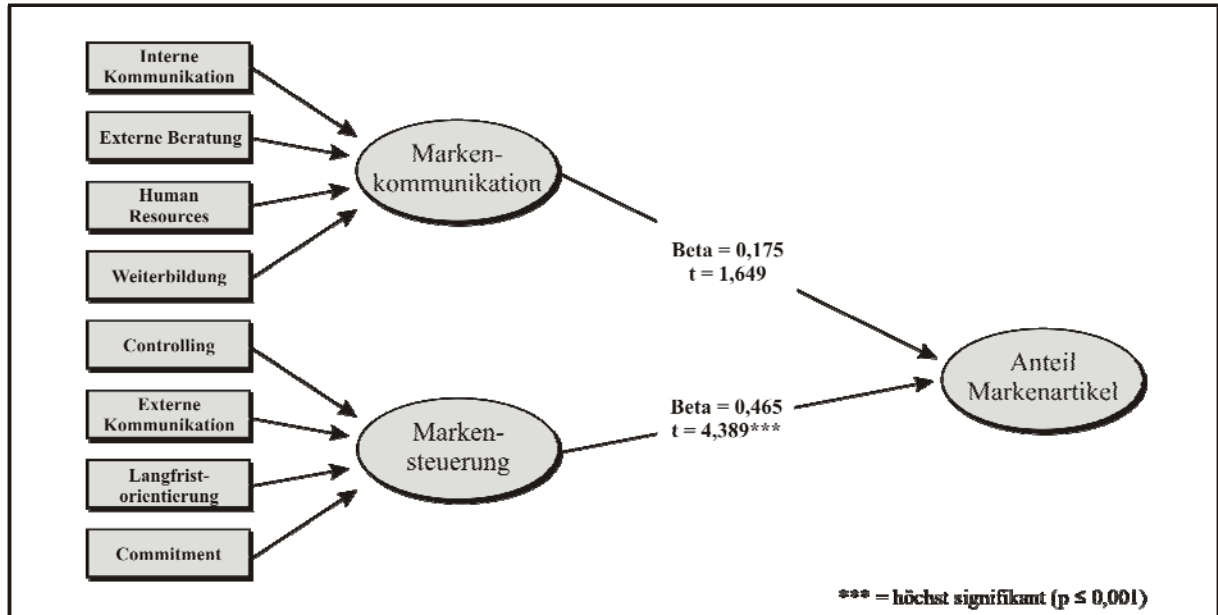 Interne
Kommunikation
Externe Beratung
Human
Resources
Weiterbildung
Controlling
Externe
Kommunikation
Langfrist-
orientierung
Commitment
Marken-
kommunikation
Marken-
steuerung
Beta = 0,175
t = 1,649
Beta = 0,465
t = 4,389***
Anteil
Markenartikel
*** = höchst signifikant (p ≤ 0,001)